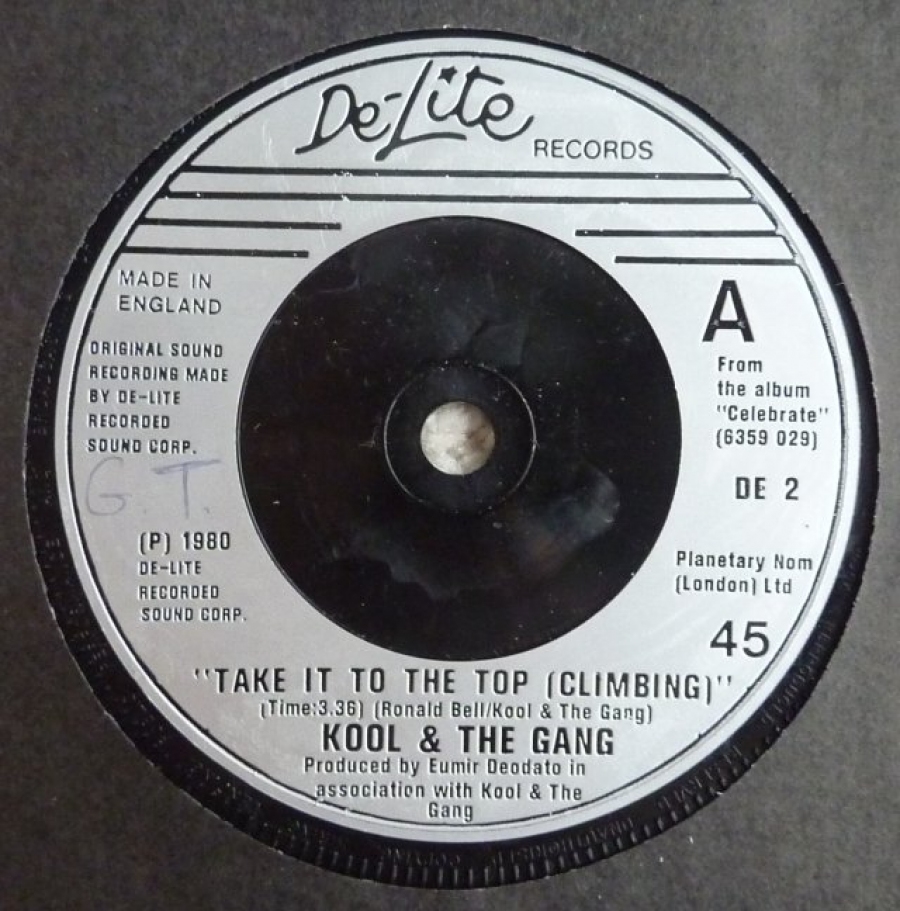 De-Lite
RECORDS
MADE IN
ENGLAND
ORIGINAL SOUND
RECORDING MADE
BY DE-LITE
RECORDED
SOUND CORP.
G.T.
(P) 1980
DE-LITE
RECORDED
SOUND CORP.
A
From
the album
"Celebrate"
(6359 029)
DE 2
Planetary Nom
(London) Ltd
45
"TAKE IT TO THE TOP (CLIMBING)"
(Time:3.36) (Ronald Bell/Kool & The Gang)
KOOL & THE GANG
Produced by Eumir Deodato in
association with Kool & The
Gang